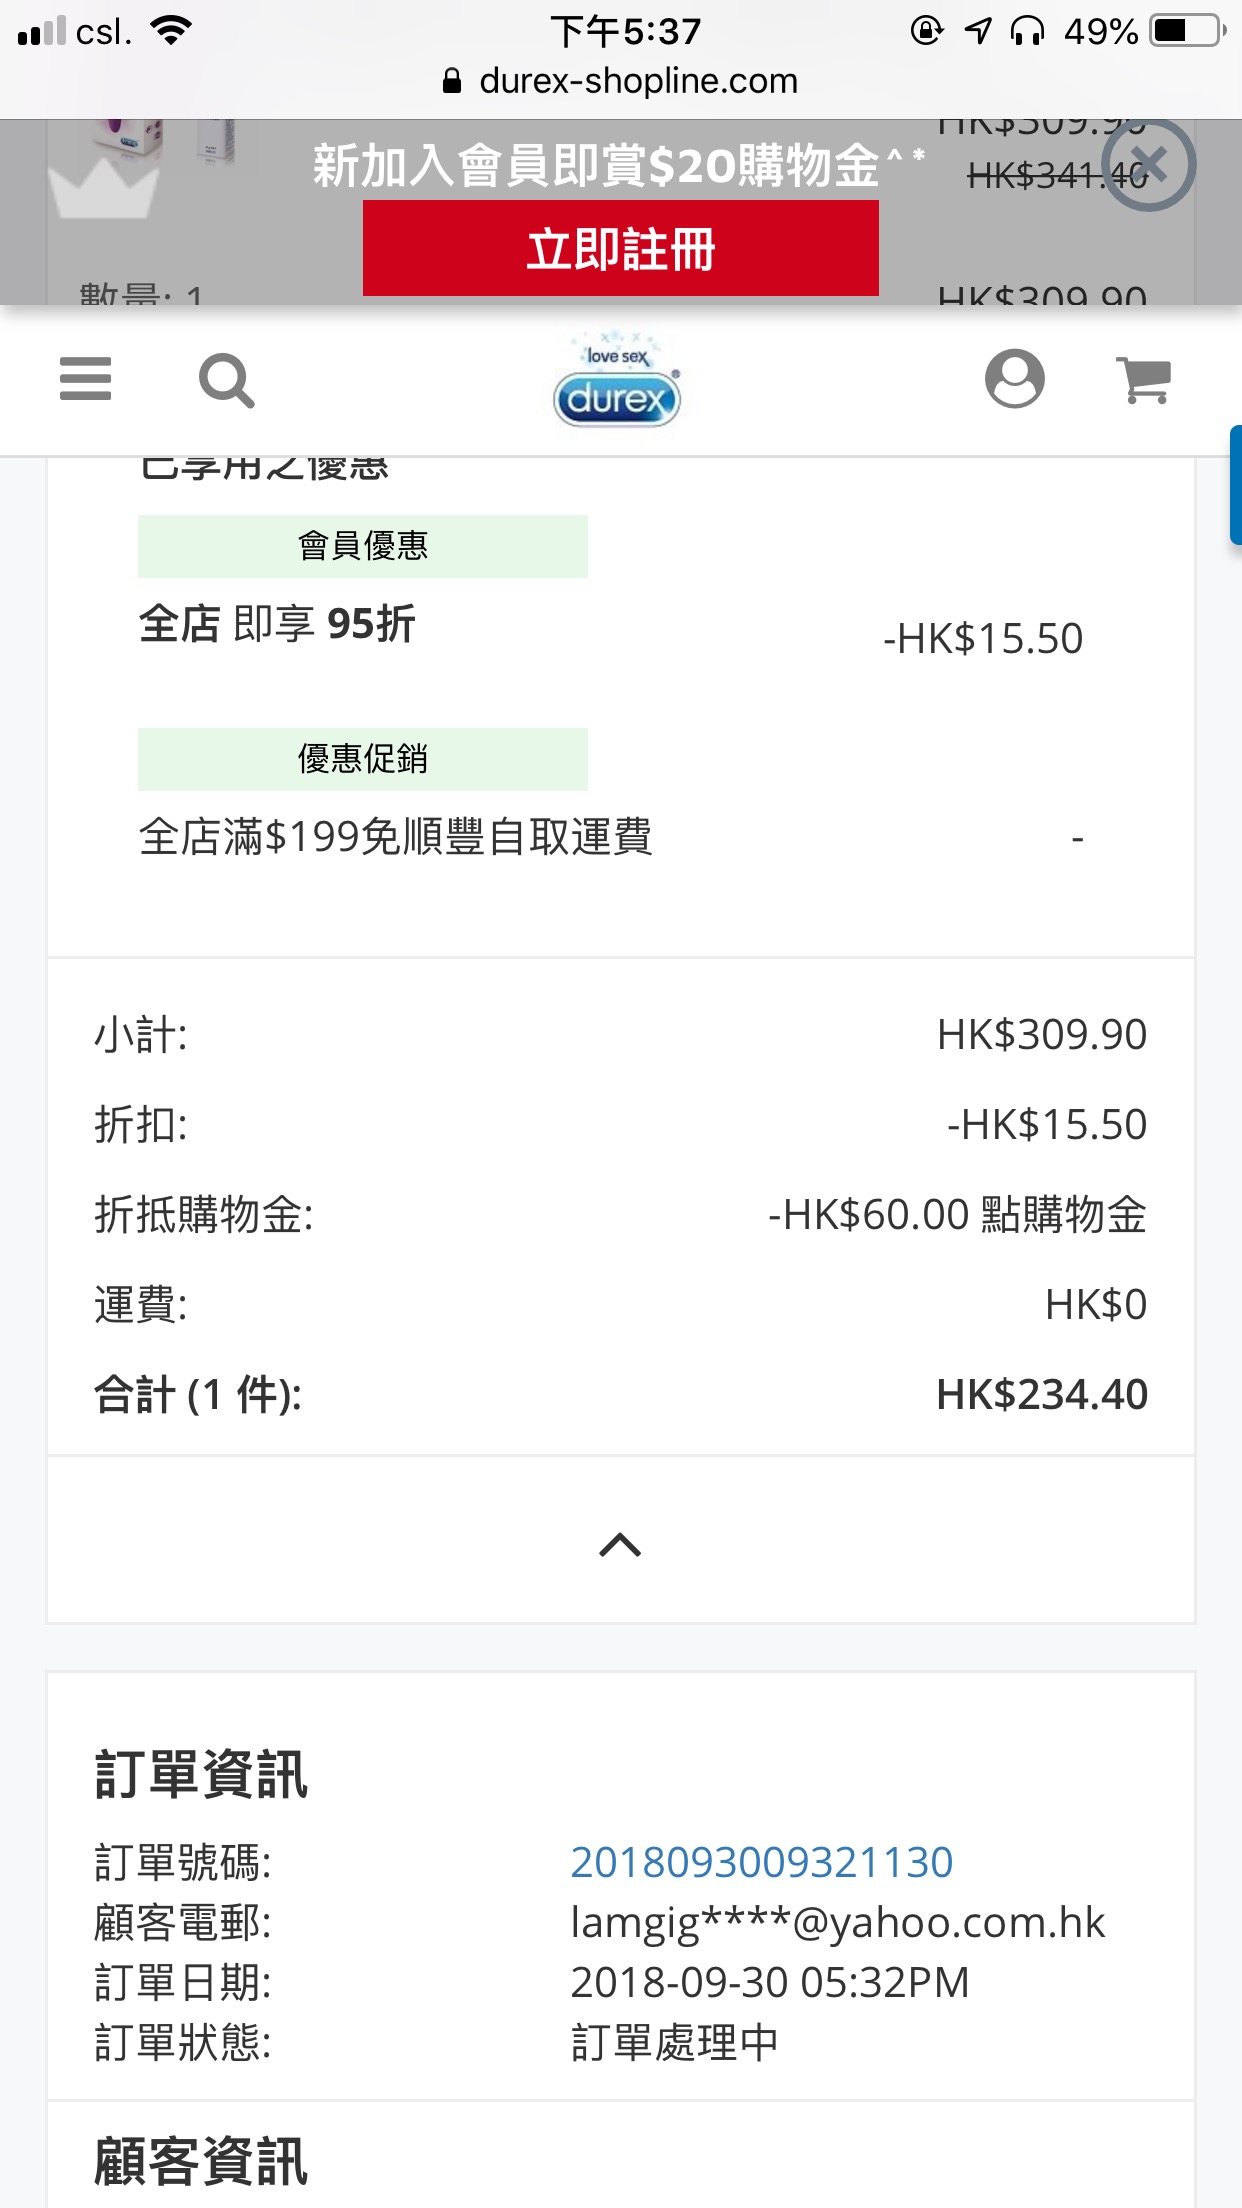 csl.
下午5:37
49%
durex-shopline.com
HK$309.90
新加入會員即賞$20購物金^*
HK$341.40
立即註冊
數量: 1
HK$309.90
love sex
durex
已享用之優惠
會員優惠
全店 即享 95折
-HK$15.50
優惠促銷
全店滿$199免順豐自取運費
-
小計:
HK$309.90
折扣:
-HK$15.50
折抵購物金:
-HK$60.00 點購物金
運費:
HK$0
合計 (1 件):
HK$234.40
訂單資訊
訂單號碼:
2018093009321130
顧客電郵:
lamgig****@yahoo.com.hk
訂單日期:
2018-09-30 05:32PM
訂單狀態:
訂單處理中
顧客資訊